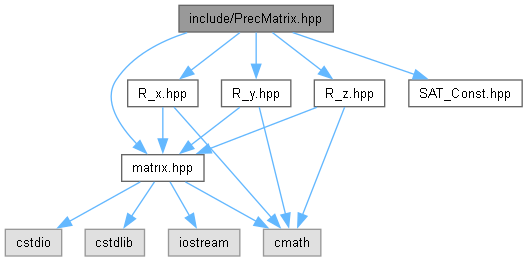 include/PrecMatrix.hpp
R_x.hpp
R_y.hpp
R_z.hpp
SAT_Const.hpp
matrix.hpp
cstdio
cstdlib
iostream
cmath